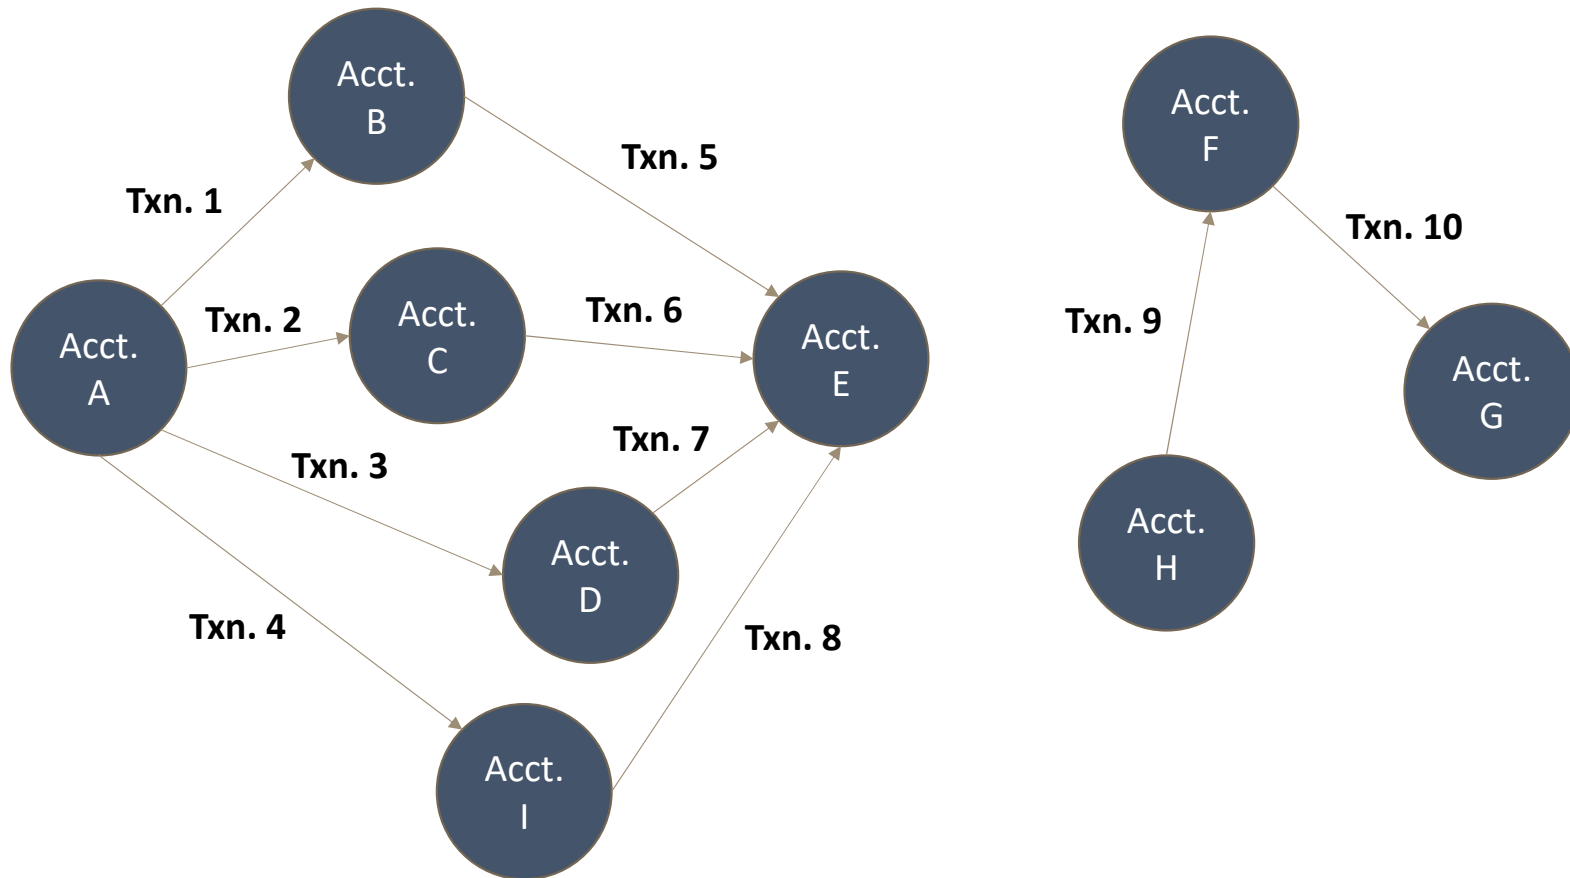 Acct.
B
Txn. 1
Txn. 5
Acct.
A
Txn. 2
Acct.
C
Txn. 6
Acct.
E
Txn. 3
Txn. 7
Acct.
D
Txn. 4
Txn. 8
Acct.
I
Acct.
F
Txn. 10
Txn. 9
Acct.
G
Acct.
H